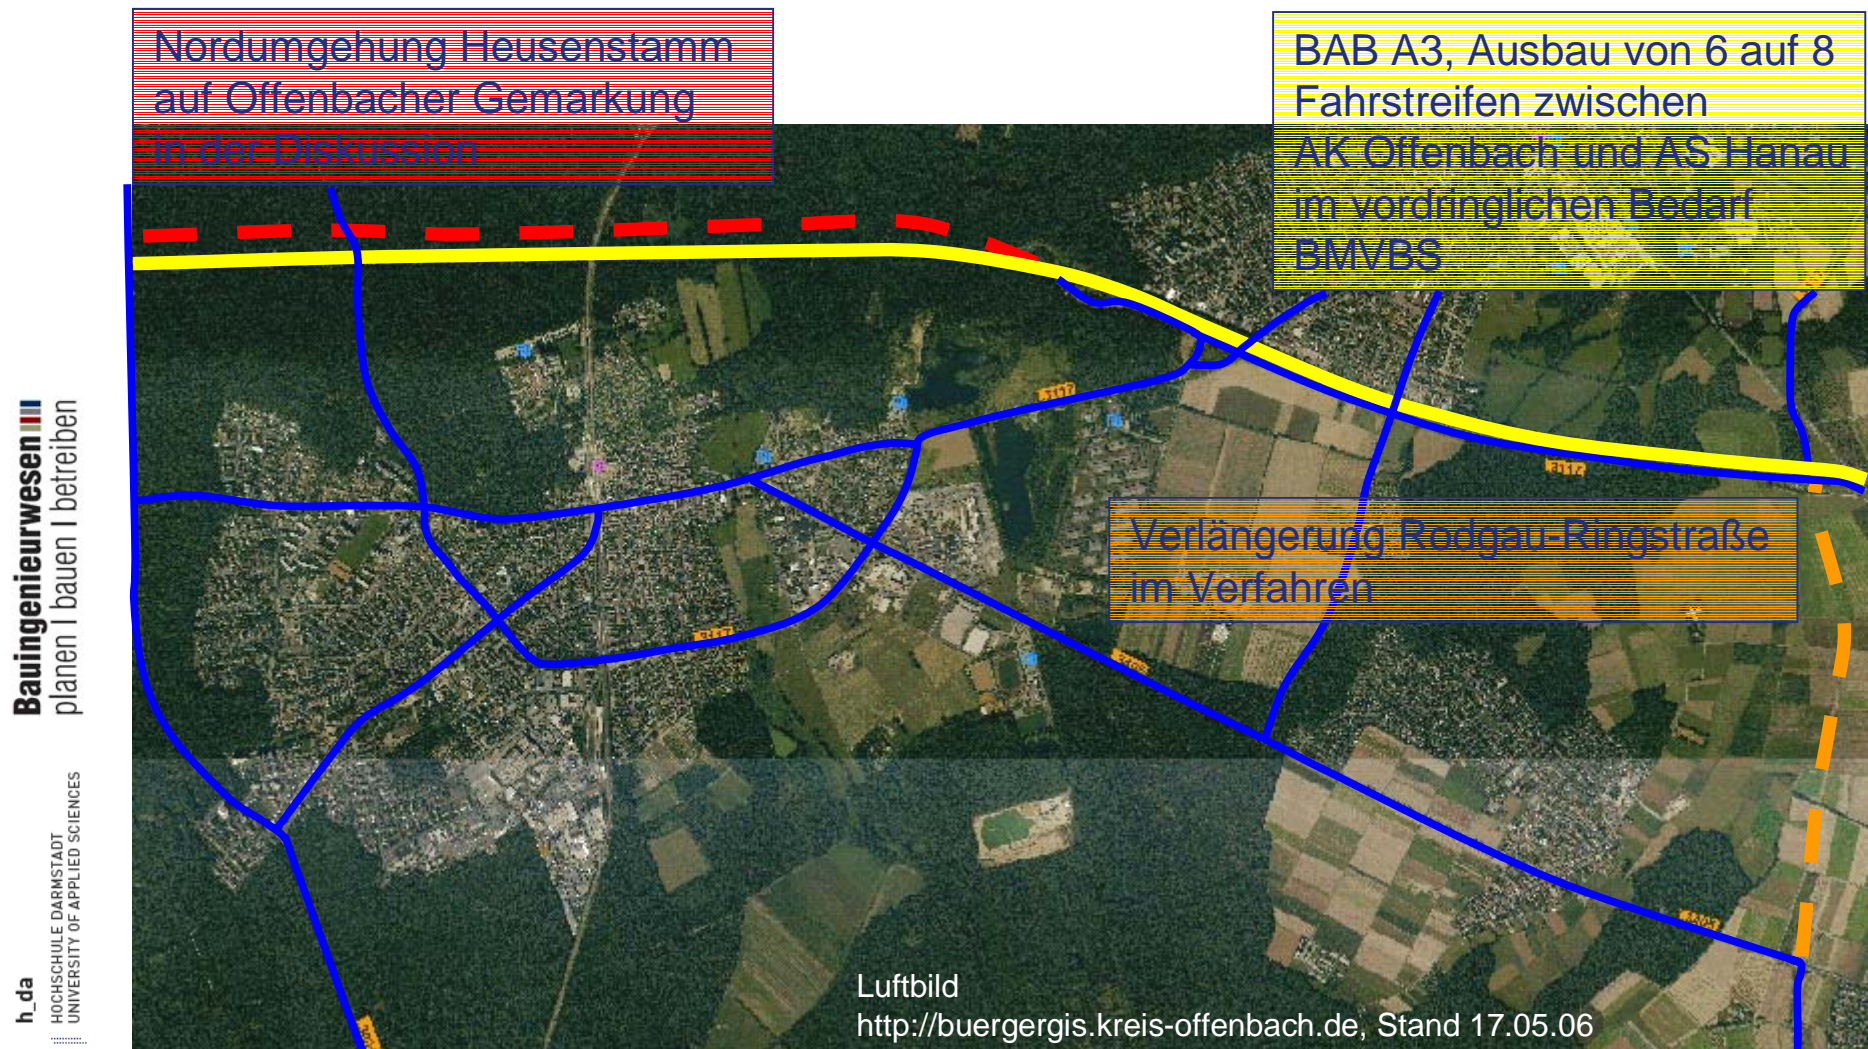 Nordumgehung Heusenstamm
auf Offenbacher Gemarkung
in der Diskussion
BAB A3, Ausbau von 6 auf 8
Fahrstreifen zwischen
AK Offenbach und AS Hanau
im vordringlichen Bedarf
BMVBS
Verlängerung Rodgau-Ringstraße
im Verfahren
Luftbild
http://buergergis.kreis-offenbach.de, Stand 17.05.06
Bauingenieurwesen
planen I bauen I betreiben
h_da
HOCHSCHULE DARMSTADT
UNIVERSITY OF APPLIED SCIENCES